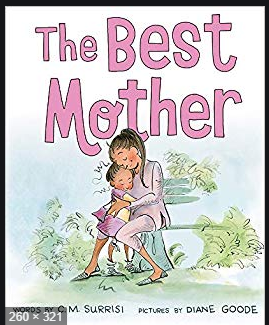 The Best
Mother
WORDS BY C. M. SURRISI PICTURES BY DIANE GOODE
260 × 321